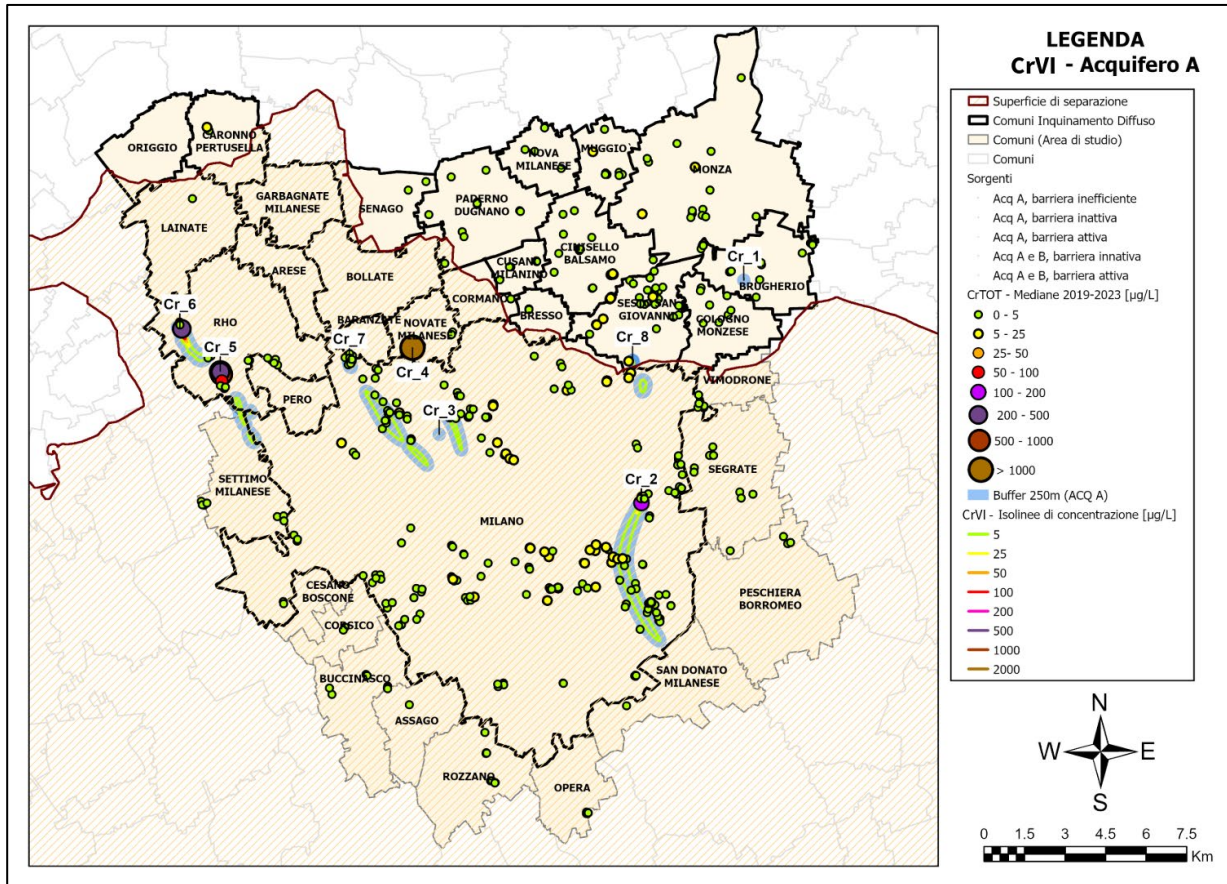 ORIGGIO
CARONNO
PERTUSELLA
LAINATE
GARBAGNATE
MILANESE
SENAGO
PADERNO
DUGNANO
NOVA
MILANESE
MUGGIO
MONZA
ARESE
BOLLATE
CUSANO
MILANINO
CINISELLO
BALSAMO
Cr_1
BRUGHERIO
Cr_6
RHO
BARANZATE
NOVATE
MILANESE
CORMANO
BRESSO
SESTO SAN
GIOVANNI
COLOGNO
MONZESE
Cr_5
Cr_7
Cr_4
Cr_8
PERO
VIMODRONE
Cr_3
SETTIMO
MILANESE
SEGRATE
Cr_2
MILANO
CESANO
BOSCONE
CORSICO
PESCHIERA
BORROMEO
BUCCINASCO
ASSAGO
SAN DONATO
MILANESE
ROZZANO
OPERA
LEGENDA
CrVI - Acquifero A
Superficie di separazione
Comuni Inquinamento Diffuso
Comuni (Area di studio)
Comuni
Sorgenti
Acq A, barriera inefficiente
Acq A, barriera inattiva
Acq A, barriera attiva
Acq A e B, barriera innativa
Acq A e B, barriera attiva
CrTOT - Mediane 2019-2023 [µg/L]
0 - 5
5 - 25
25 - 50
50 - 100
100 - 200
200 - 500
500 - 1000
> 1000
Buffer 250m (ACQ A)
CrVI - Isolinee di concentrazione [µg/L]
5
25
50
100
200
500
1000
2000
N
W E
S
0 1.5 3 4.5 6 7.5
Km